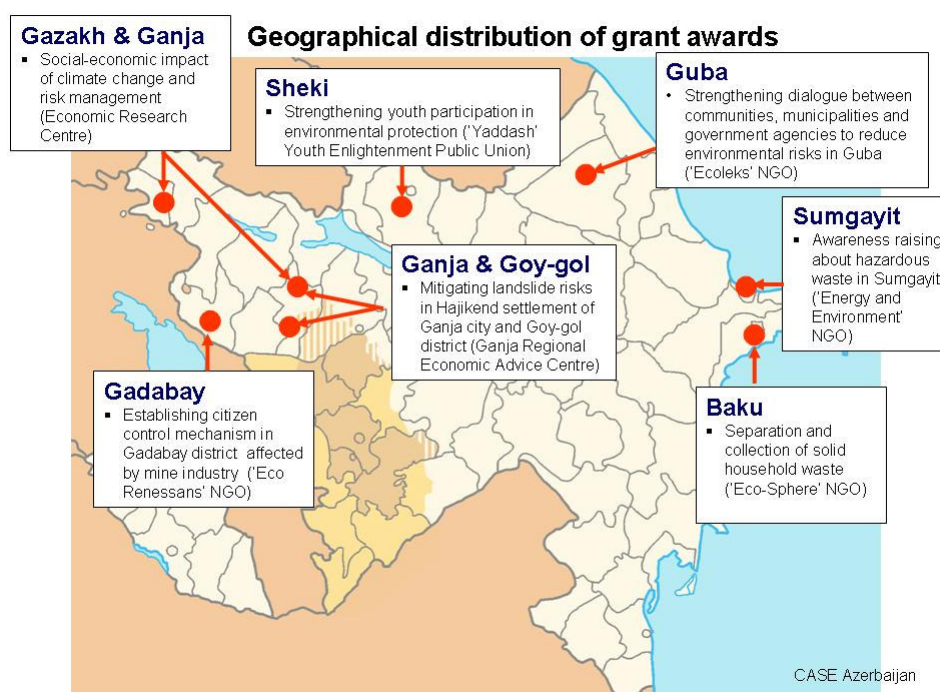 Geographical distribution of grant awards
Gazakh & Ganja
▪ Social-economic impact
of climate change and
risk management
(Economic Research
Centre)
Sheki
▪ Strengthening youth participation in
environmental protection ('Yaddash'
Youth Enlightenment Public Union)
Guba
• Strengthening dialogue between
communities, municipalities and
government agencies to reduce
environmental risks in Guba
('Ecoleks' NGO)
Sumgayit
▪ Awareness raising
about hazardous
waste in Sumgayit
('Energy and
Environment'
NGO)
Ganja & Goy-gol
▪ Mitigating landslide risks
in Hajikend settlement of
Ganja city and Goy-gol
district (Ganja Regional
Economic Advice Centre)
Gadabay
▪ Establishing citizen
control mechanism in
Gadabay district affected
by mine industry ('Eco
Renessans' NGO)
Baku
▪ Separation and
collection of solid
household waste
('Eco-Sphere' NGO)
CASE Azerbaijan